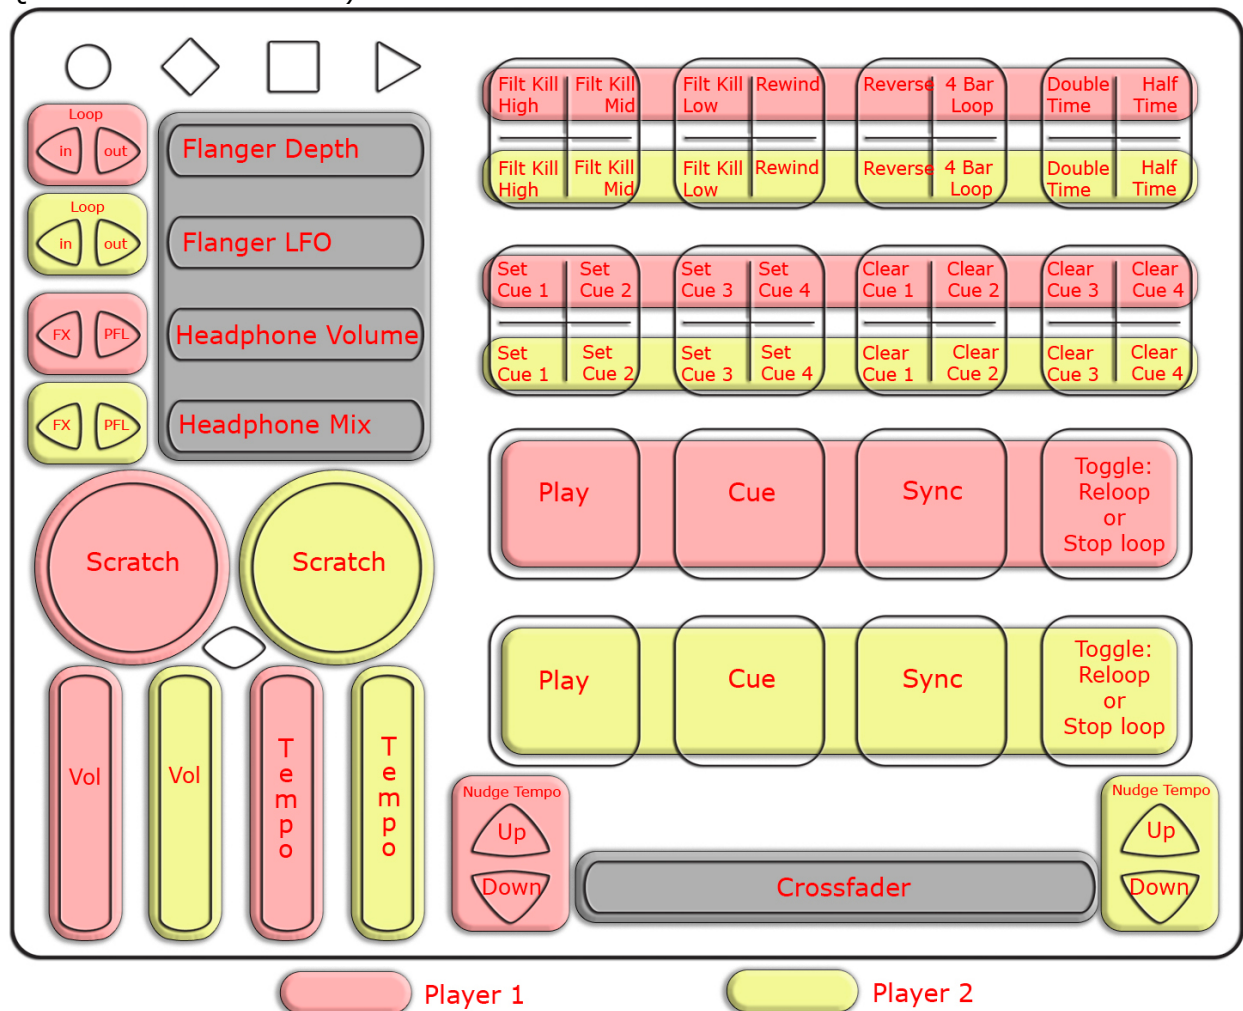 Loop
in out
Loop
in out
FX PFL
FX PFL
Flanger Depth
Flanger LFO
Headphone Volume
Headphone Mix
Scratch
Scratch
Vol
Vol
Tempo
Tempo
Filt Kill High
Filt Kill Mid
Filt Kill Low
Rewind
Reverse
4 Bar Loop
Double Time
Half Time
Filt Kill High
Filt Kill Mid
Filt Kill Low
Rewind
Reverse
4 Bar Loop
Double Time
Half Time
Set Cue 1
Set Cue 2
Set Cue 3
Set Cue 4
Clear Cue 1
Clear Cue 2
Clear Cue 3
Clear Cue 4
Set Cue 1
Set Cue 2
Set Cue 3
Set Cue 4
Clear Cue 1
Clear Cue 2
Clear Cue 3
Clear Cue 4
Play
Cue
Sync
Toggle:
Reloop
or
Stop loop
Play
Cue
Sync
Toggle:
Reloop
or
Stop loop
Nudge Tempo
Up
Down
Crossfader
Nudge Tempo
Up
Down
Player 1
Player 2